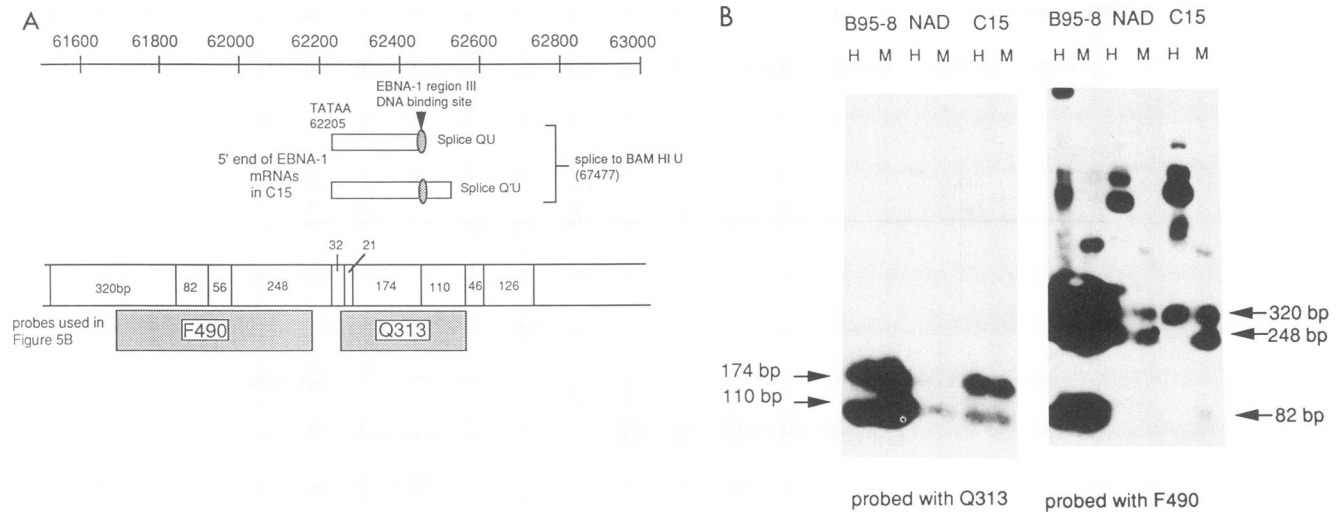 A
61600 61800 62000 62200 62400 62600 62800 63000
EBNA-1 region III
DNA binding site
TATAA
62205
Splice QU
5' end of EBNA-1
mRNAs
in C15
splice to BAM HI U
(67477)
Splice Q'U
32
21
320bp 82 56 248 174 110 46 126
probes used in
Figure 5B
F490
Q313
B
B95-8 NAD C15
H M H M H M
174 bp
110 bp
probed with Q313
B95-8 NAD C15
H M H M H M
320 bp
248 bp
82 bp
probed with F490